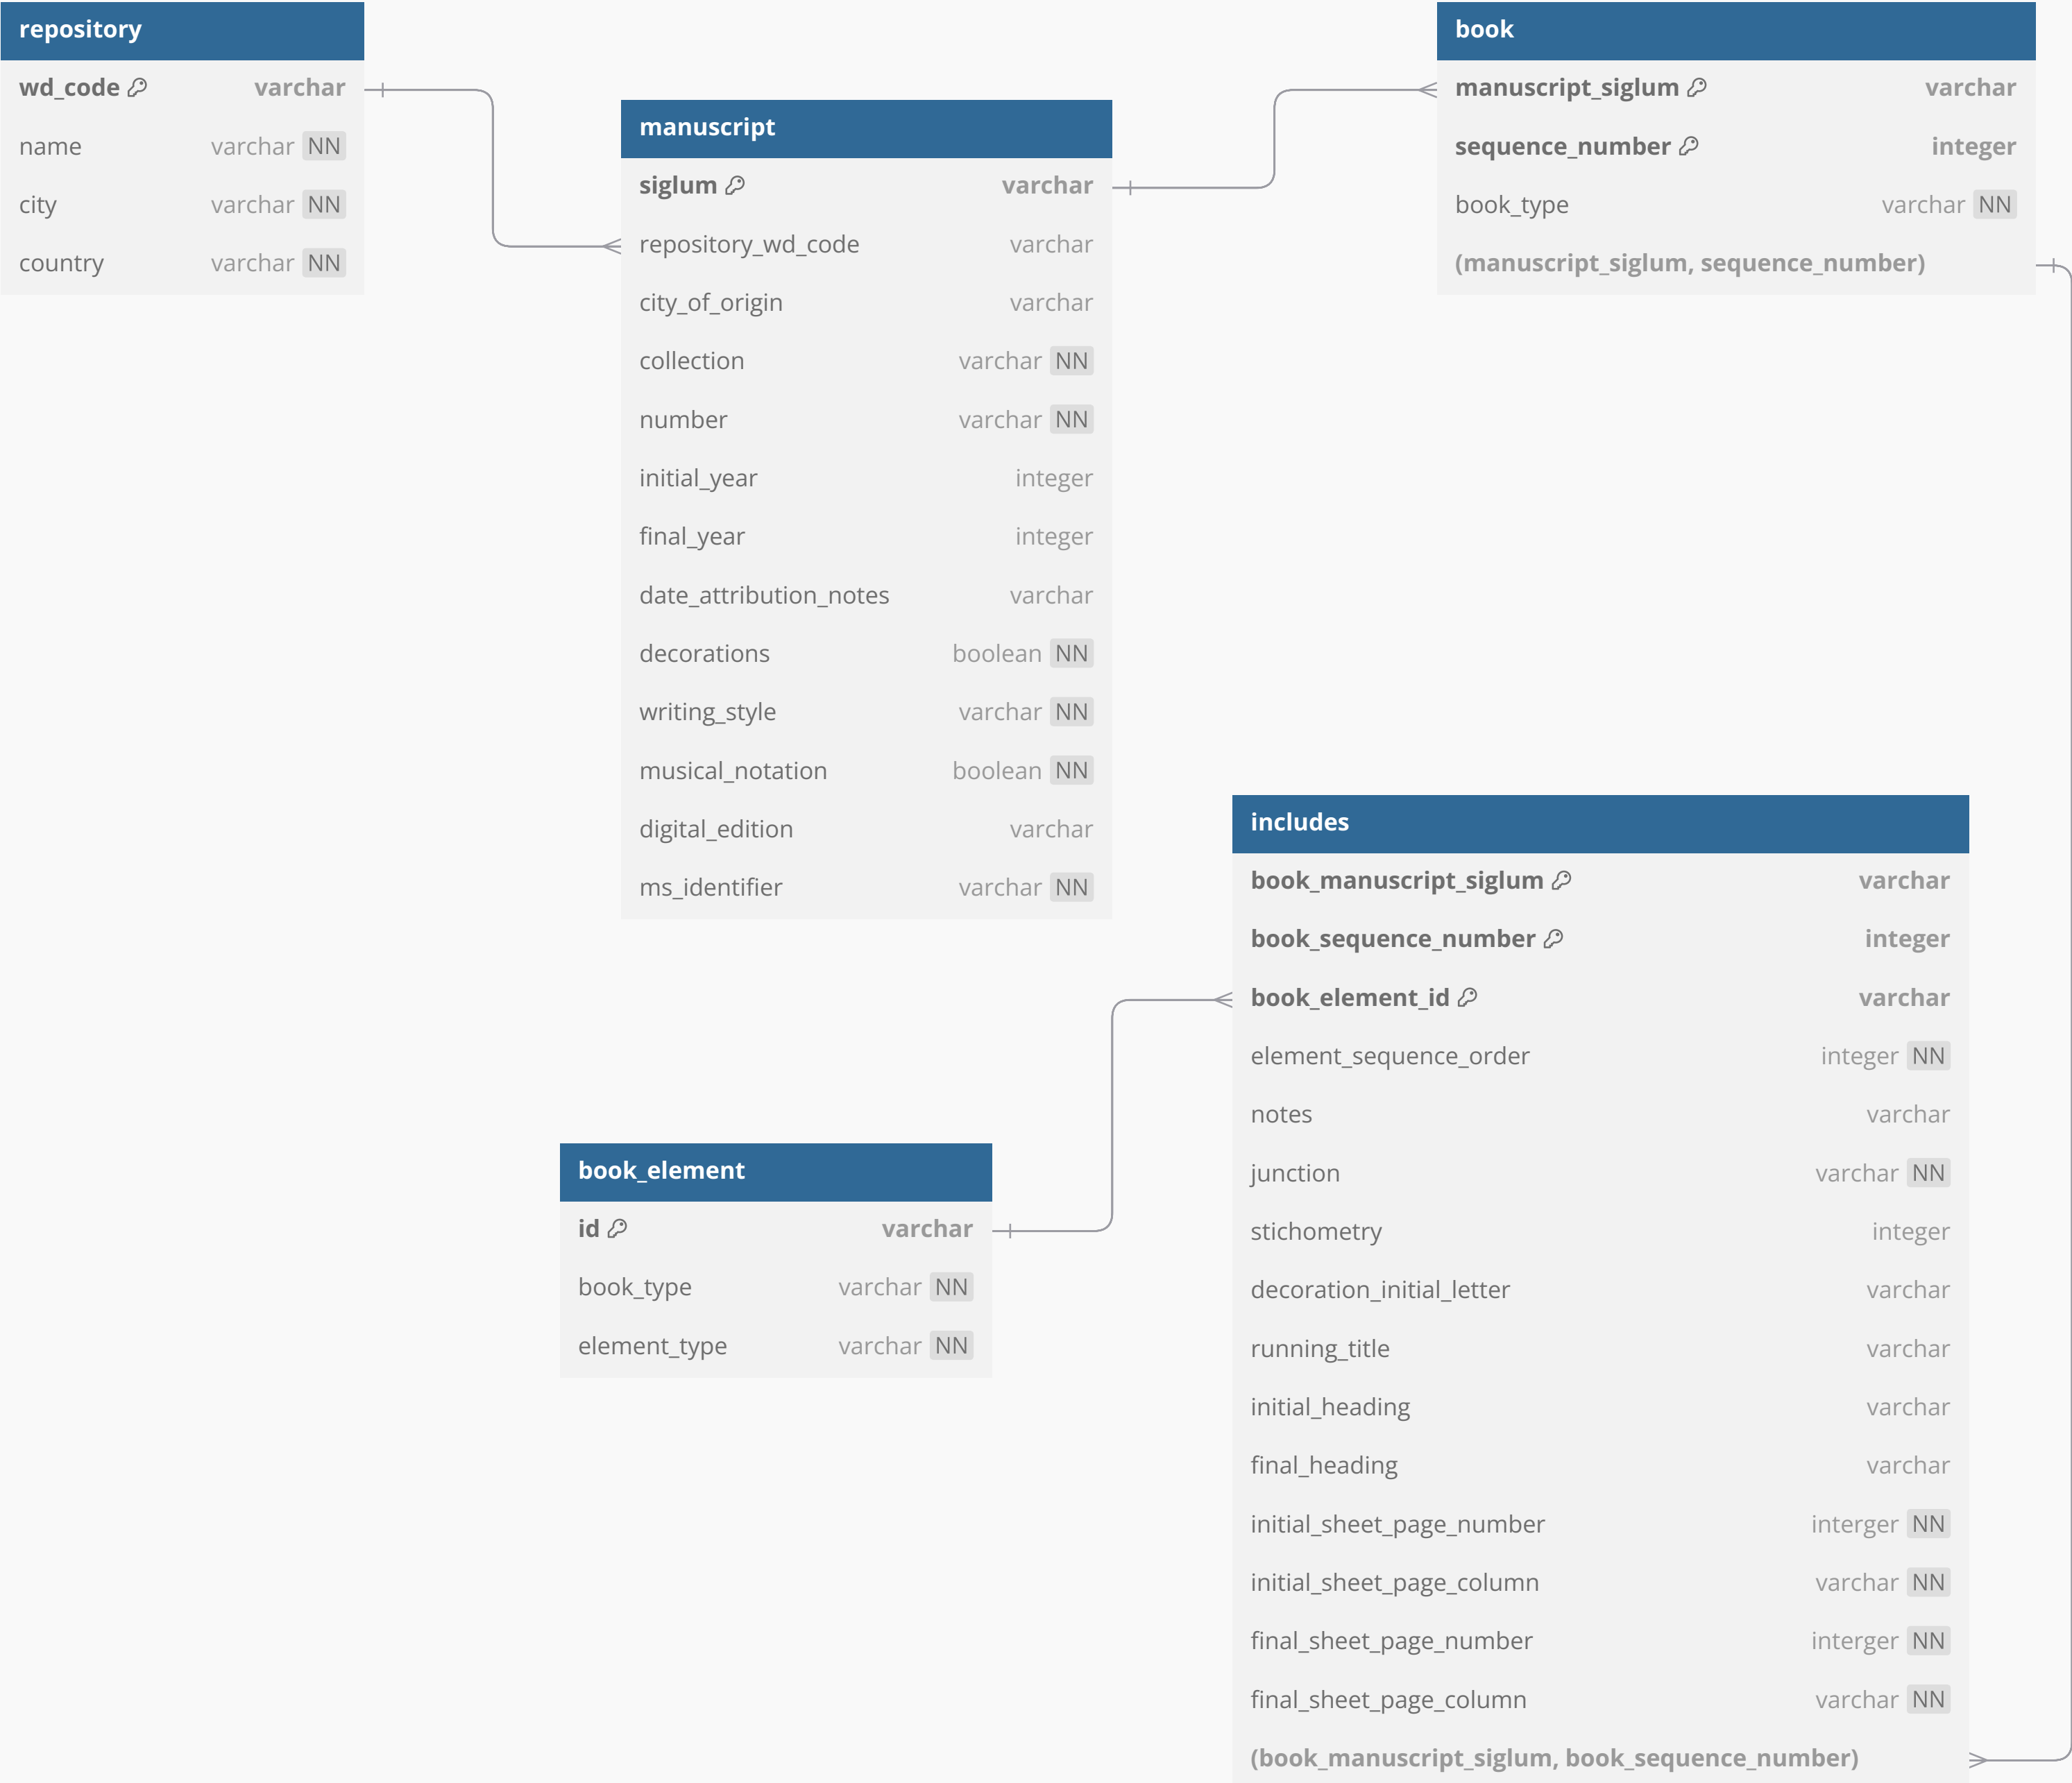 repository
wd_code varchar
name varchar NN
city varchar NN
country varchar NN
manuscript
siglum varchar
repository_wd_code varchar
city_of_origin varchar
collection varchar NN
number varchar NN
initial_year integer
final_year integer
date_attribution_notes varchar
decorations boolean NN
writing_style varchar NN
musical_notation boolean NN
digital_edition varchar
ms_identifier varchar NN
book
manuscript_siglum varchar
sequence_number integer
book_type varchar NN
(manuscript_siglum, sequence_number)
book_element
id varchar
book_type varchar NN
element_type varchar NN
includes
book_manuscript_siglum varchar
book_sequence_number integer
book_element_id varchar
element_sequence_order integer NN
notes varchar
junction varchar NN
stichometry integer
decoration_initial_letter varchar
running_title varchar
initial_heading varchar
final_heading varchar
initial_sheet_page_number interger NN
initial_sheet_page_column varchar NN
final_sheet_page_number interger NN
final_sheet_page_column varchar NN
(book_manuscript_siglum, book_sequence_number)